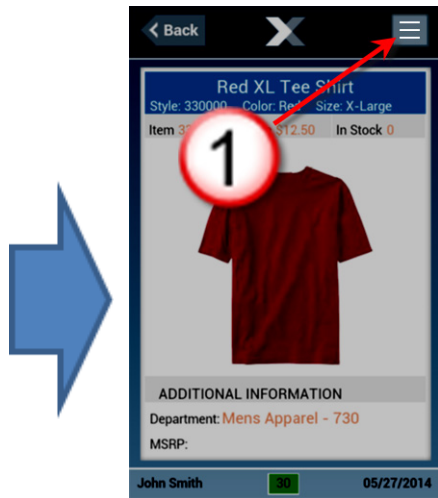 Back
Red XL Tee Shirt
Style: 330000 Color: Red Size: X-Large
Item $12.50 In Stock 0
1
ADDITIONAL INFORMATION
Department: Mens Apparel - 730
MSRP:
John Smith 30 05/27/2014